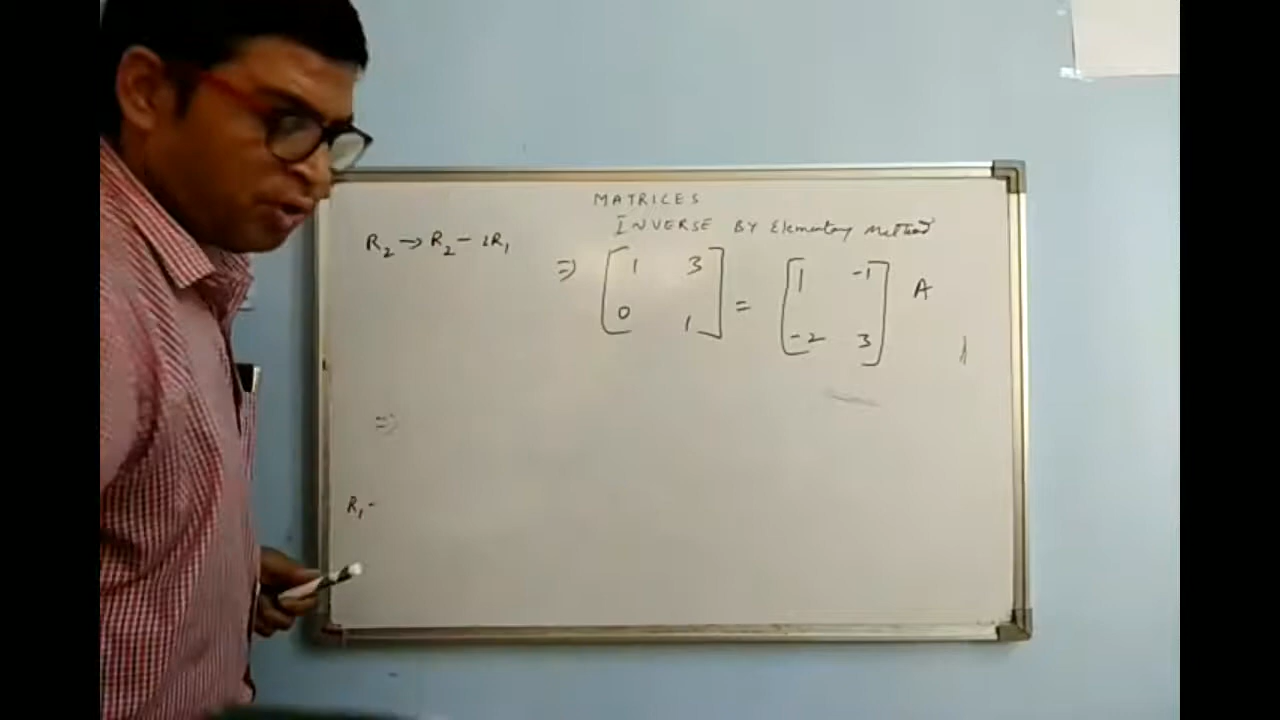 MATRICES
INVERSE BY Elementary Method
R₂ → R₂ - 2R₁
⇒ [1 3
0 1] = [1 -1
-2 3] A
⇒
R₁ -